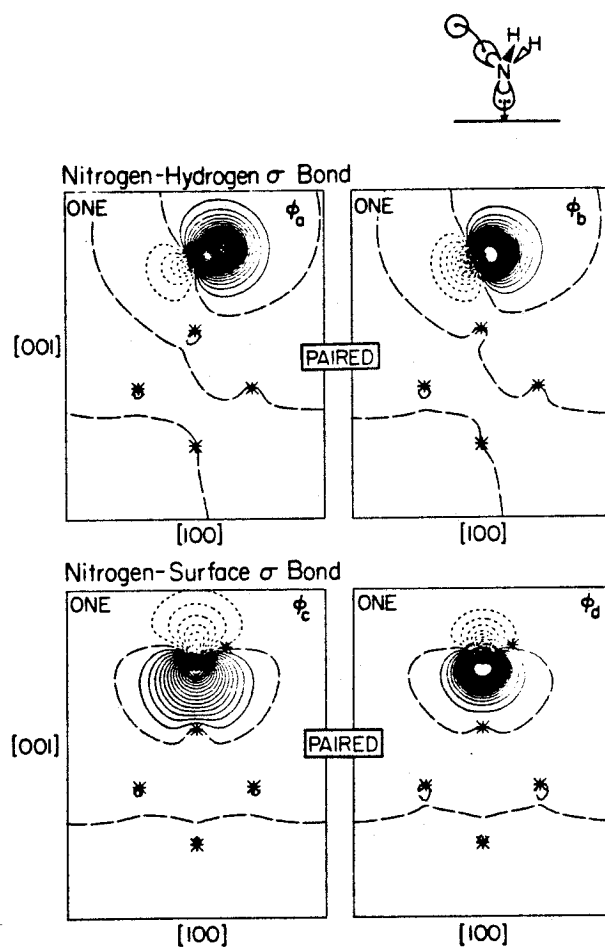 H
H
N
Nitrogen-Hydrogen σ Bond
ONE ϕa ONE ϕb
[001]
PAIRED
[100] [100]
Nitrogen-Surface σ Bond
ONE ϕc ONE ϕd
[001]
PAIRED
[100] [100]